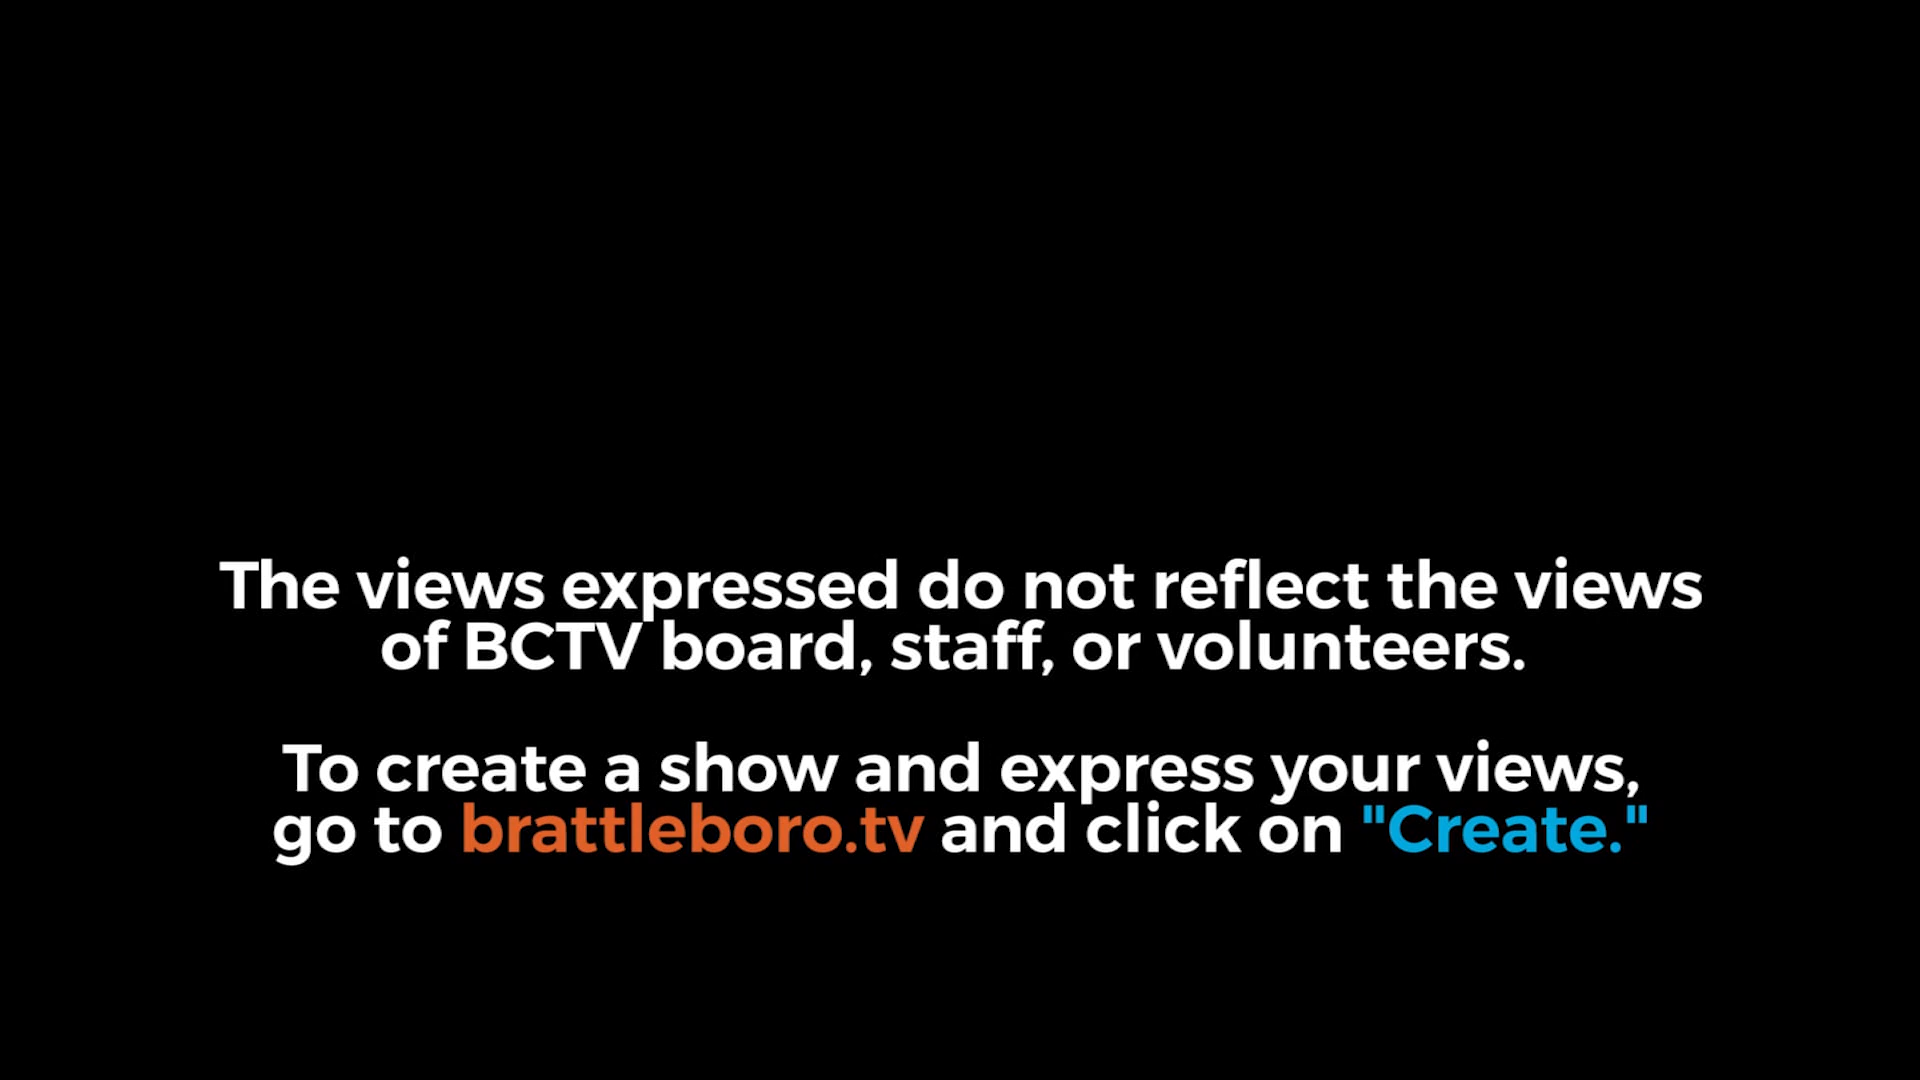 The views expressed do not reflect the views
of BCTV board, staff, or volunteers.
To create a show and express your views,
go to brattleboro.tv and click on "Create."